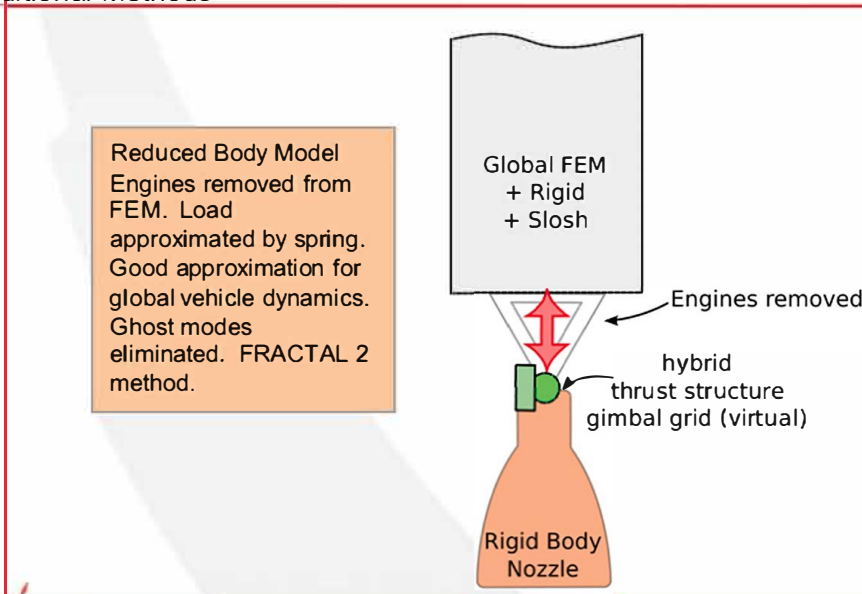 Reduced Body Model
Engines removed from
FEM. Load
approximated by spring.
Good approximation for
global vehicle dynamics.
Ghost modes
eliminated. FRACTAL 2
method.
Global FEM
+ Rigid
+ Slosh
Engines removed
hybrid
thrust structure
gimbal grid (virtual)
Rigid Body
Nozzle